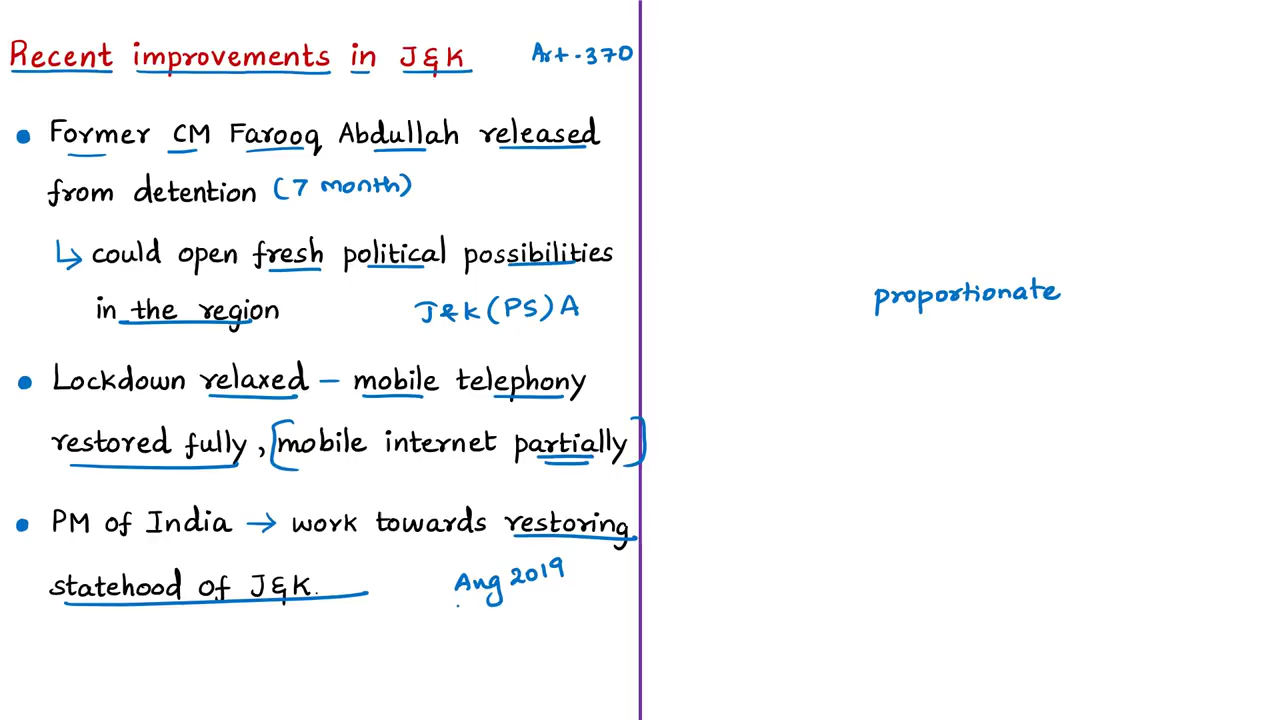 Recent improvements in J&K Art-370
• Former CM Farooq Abdullah released
from detention (7 month)
↳ could open fresh political possibilities
in the region J&K(PS)A
• Lockdown relaxed – mobile telephony
restored fully, [mobile internet partially]
• PM of India → work towards restoring
statehood of J&K.
Aug 2019
proportionate